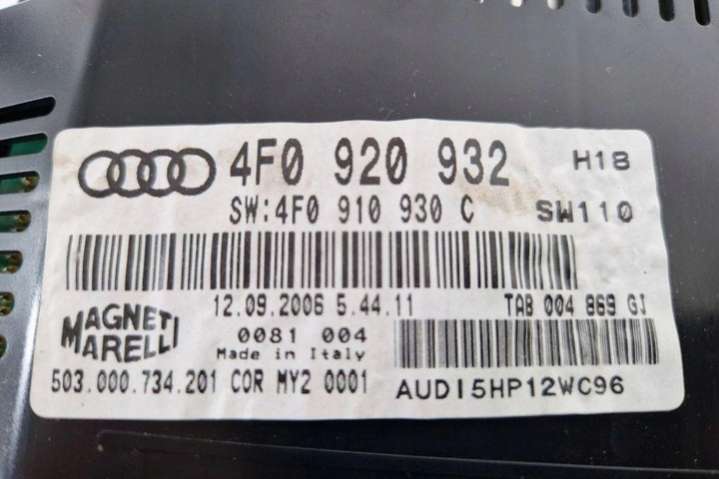 4F0 920 932 H18
SW:4F0 910 930 C SW110
12.09.2006 5.44.11 TAB 004 869 GJ
MAGNETI MARELLI
0081 004
Made in Italy
503.000.734.201 COR MY2 0001
AUDI5HP12WC96